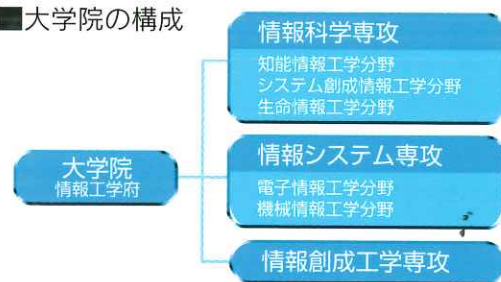 ■大学院の構成
情報科学専攻
知能情報工学分野
システム創成情報工学分野
生命情報工学分野
大学院
情報工学府
情報システム専攻
電子情報工学分野
機械情報工学分野
情報創成工学専攻